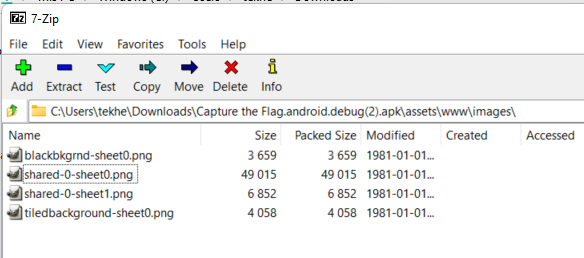 7-Zip
File Edit View Favorites Tools Help
Add Extract Test Copy Move Delete Info
C:\Users\tekhe\Downloads\Capture the Flag.android.debug(2).apk\assets\www\images\
Name Size Packed Size Modified Created Accessed
blackbkgrnd-sheet0.png 3 659 3 659 1981-01-01...
shared-0-sheet0.png 49 015 49 015 1981-01-01...
shared-0-sheet1.png 6 852 6 852 1981-01-01...
tiledbackground-sheet0.png 4 058 4 058 1981-01-01...